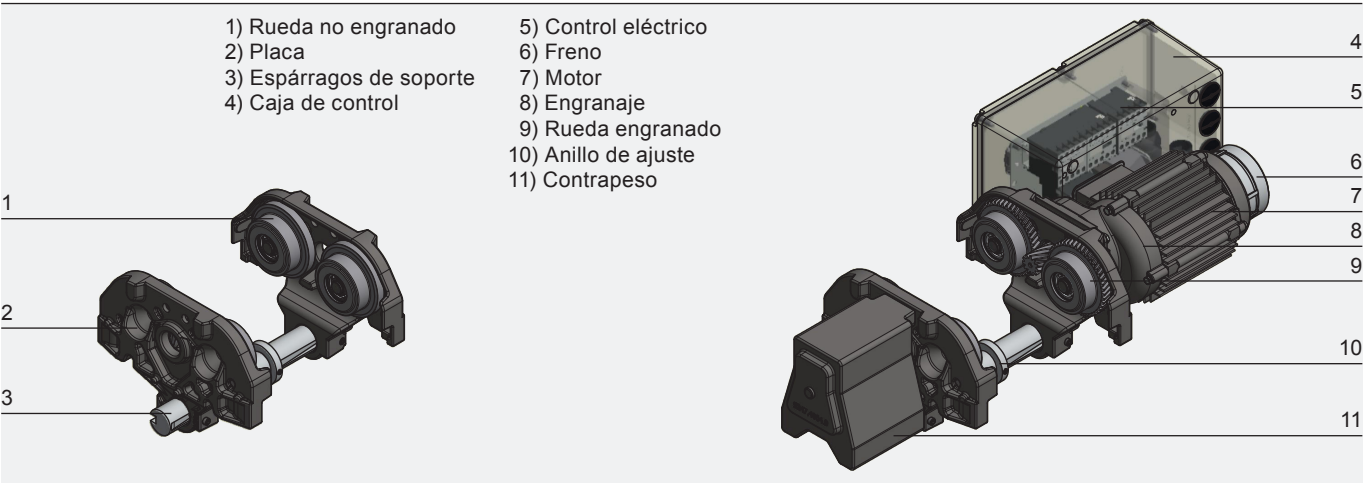 1) Rueda no engranado
2) Placa
3) Espárragos de soporte
4) Caja de control
5) Control eléctrico
6) Freno
7) Motor
8) Engranaje
9) Rueda engranado
10) Anillo de ajuste
11) Contrapeso
1
2
3
4
5
6
7
8
9
10
11